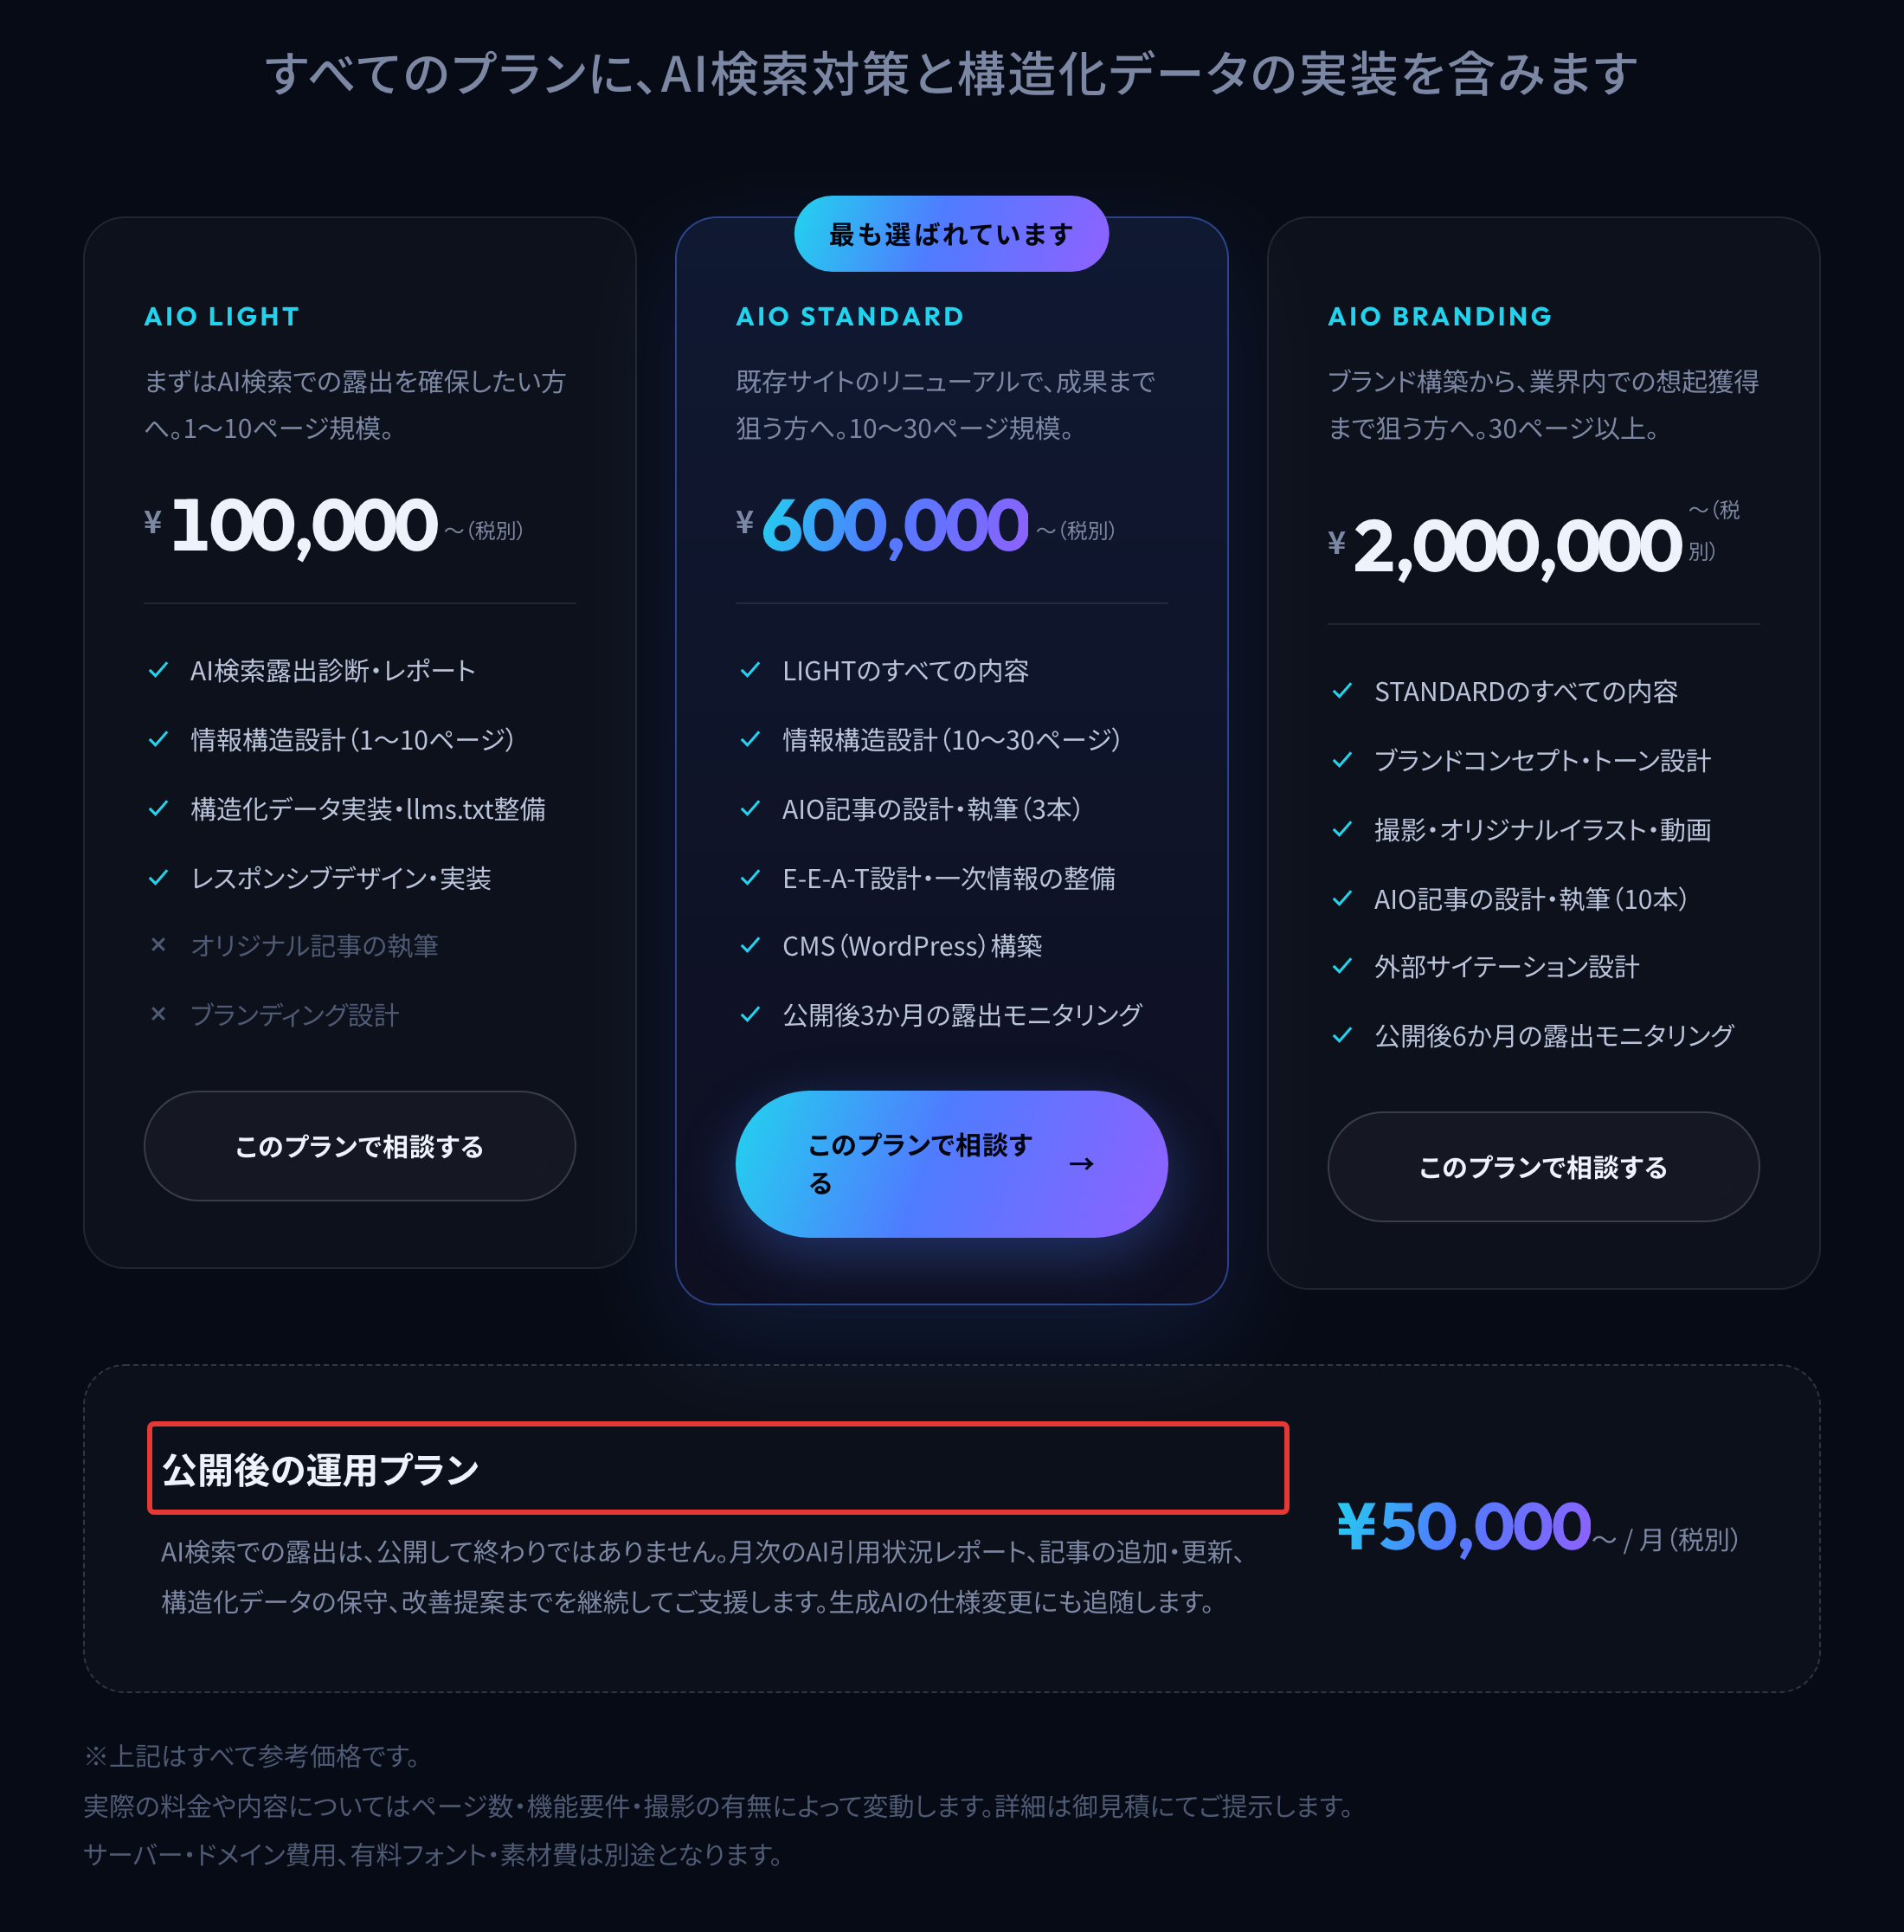 すべてのプランに、AI検索対策と構造化データの実装を含みます
AIO LIGHT
まずはAI検索での露出を確保したい方
へ。1〜10ページ規模。
¥100,000〜（税別）
✓ AI検索露出診断・レポート
✓ 情報構造設計（1〜10ページ）
✓ 構造化データ実装・llms.txt整備
✓ レスポンシブデザイン・実装
× オリジナル記事の執筆
× ブランディング設計
このプランで相談する
最も選ばれています
AIO STANDARD
既存サイトのリニューアルで、成果まで
狙う方へ。10〜30ページ規模。
¥600,000〜（税別）
✓ LIGHTのすべての内容
✓ 情報構造設計（10〜30ページ）
✓ AIO記事の設計・執筆（3本）
✓ E-E-A-T設計・一次情報の整備
✓ CMS（WordPress）構築
✓ 公開後3か月の露出モニタリング
このプランで相談す
る →
AIO BRANDING
ブランド構築から、業界内での想起獲得
まで狙う方へ。30ページ以上。
¥2,000,000〜（税
別）
✓ STANDARDのすべての内容
✓ ブランドコンセプト・トーン設計
✓ 撮影・オリジナルイラスト・動画
✓ AIO記事の設計・執筆（10本）
✓ 外部サイテーション設計
✓ 公開後6か月の露出モニタリング
このプランで相談する
公開後の運用プラン
AI検索での露出は、公開して終わりではありません。月次のAI引用状況レポート、記事の追加・更新、
構造化データの保守、改善提案までを継続してご支援します。生成AIの仕様変更にも追随します。
¥50,000〜 / 月（税別）
※上記はすべて参考価格です。
実際の料金や内容についてはページ数・機能要件・撮影の有無によって変動します。詳細は御見積にてご提示します。
サーバー・ドメイン費用、有料フォント・素材費は別途となります。